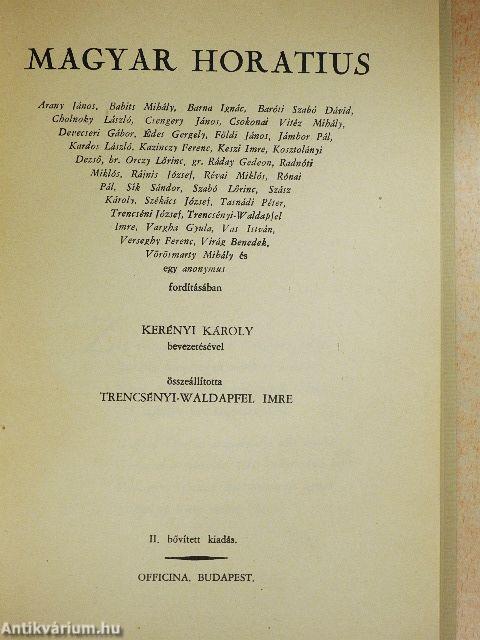 MAGYAR HORATIUS
Arany János, Babits Mihály, Barna Ignác, Baróti Szabó Dávid,
Cholnoky László, Csengery János, Csokonai Vitéz Mihály,
Devecseri Gábor, Édes Gergely, Földi János, Jámbor Pál,
Kardos László, Kazinczy Ferenc, Keszi Imre, Kosztolányi
Dezső, br. Orczy Lőrinc, gr. Ráday Gedeon, Radnóti
Miklós, Rájnis József, Révai Miklós, Rónai
Pál, Sík Sándor, Szabó Lőrinc, Szász
Károly, Székács József, Tasnádi Péter,
Trencséni József, Trencsényi-Waldapfel
Imre, Vargha Gyula, Vas István,
Verseghy Ferenc, Virág Benedek,
Vörösmarty Mihály és
egy anonymus
fordításában
KERÉNYI KÁROLY
bevezetésével
összeállította
TRENCSÉNYI-WALDAPFEL IMRE
II. bővített kiadás.
OFFICINA, BUDAPEST.
Antikvárium.hu